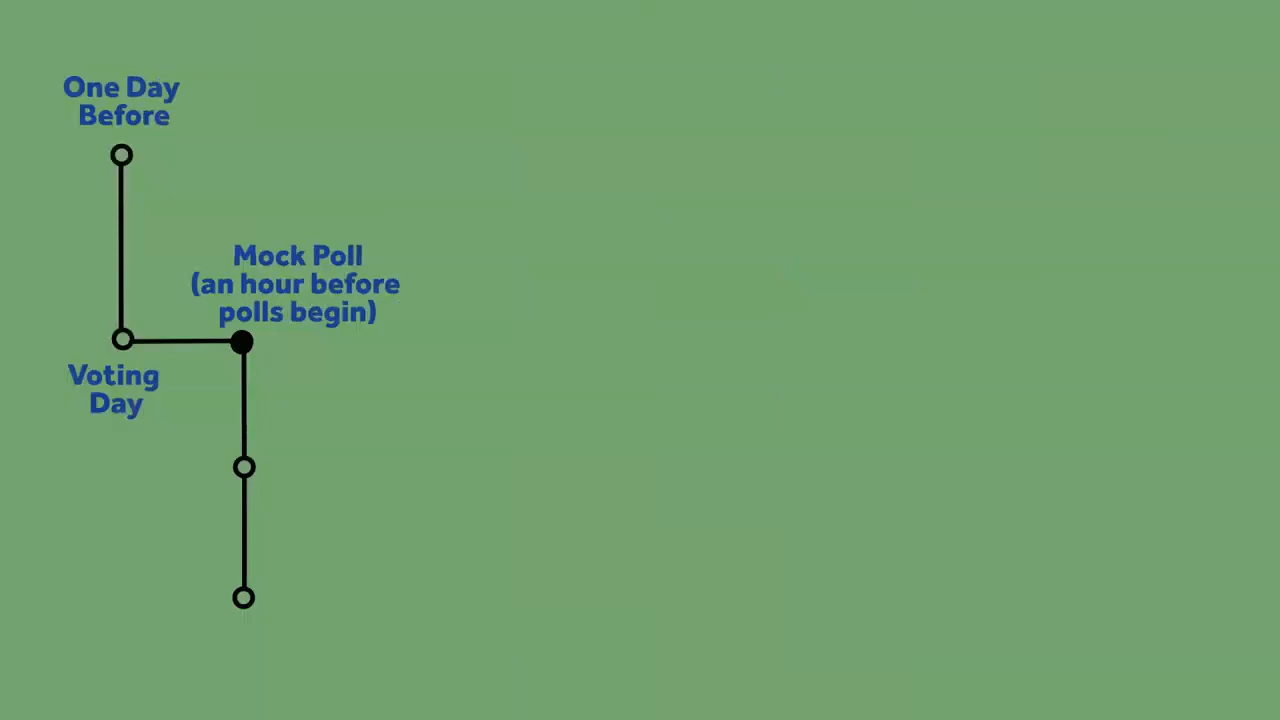 One Day
Before
Mock Poll
(an hour before
polls begin)
Voting
Day